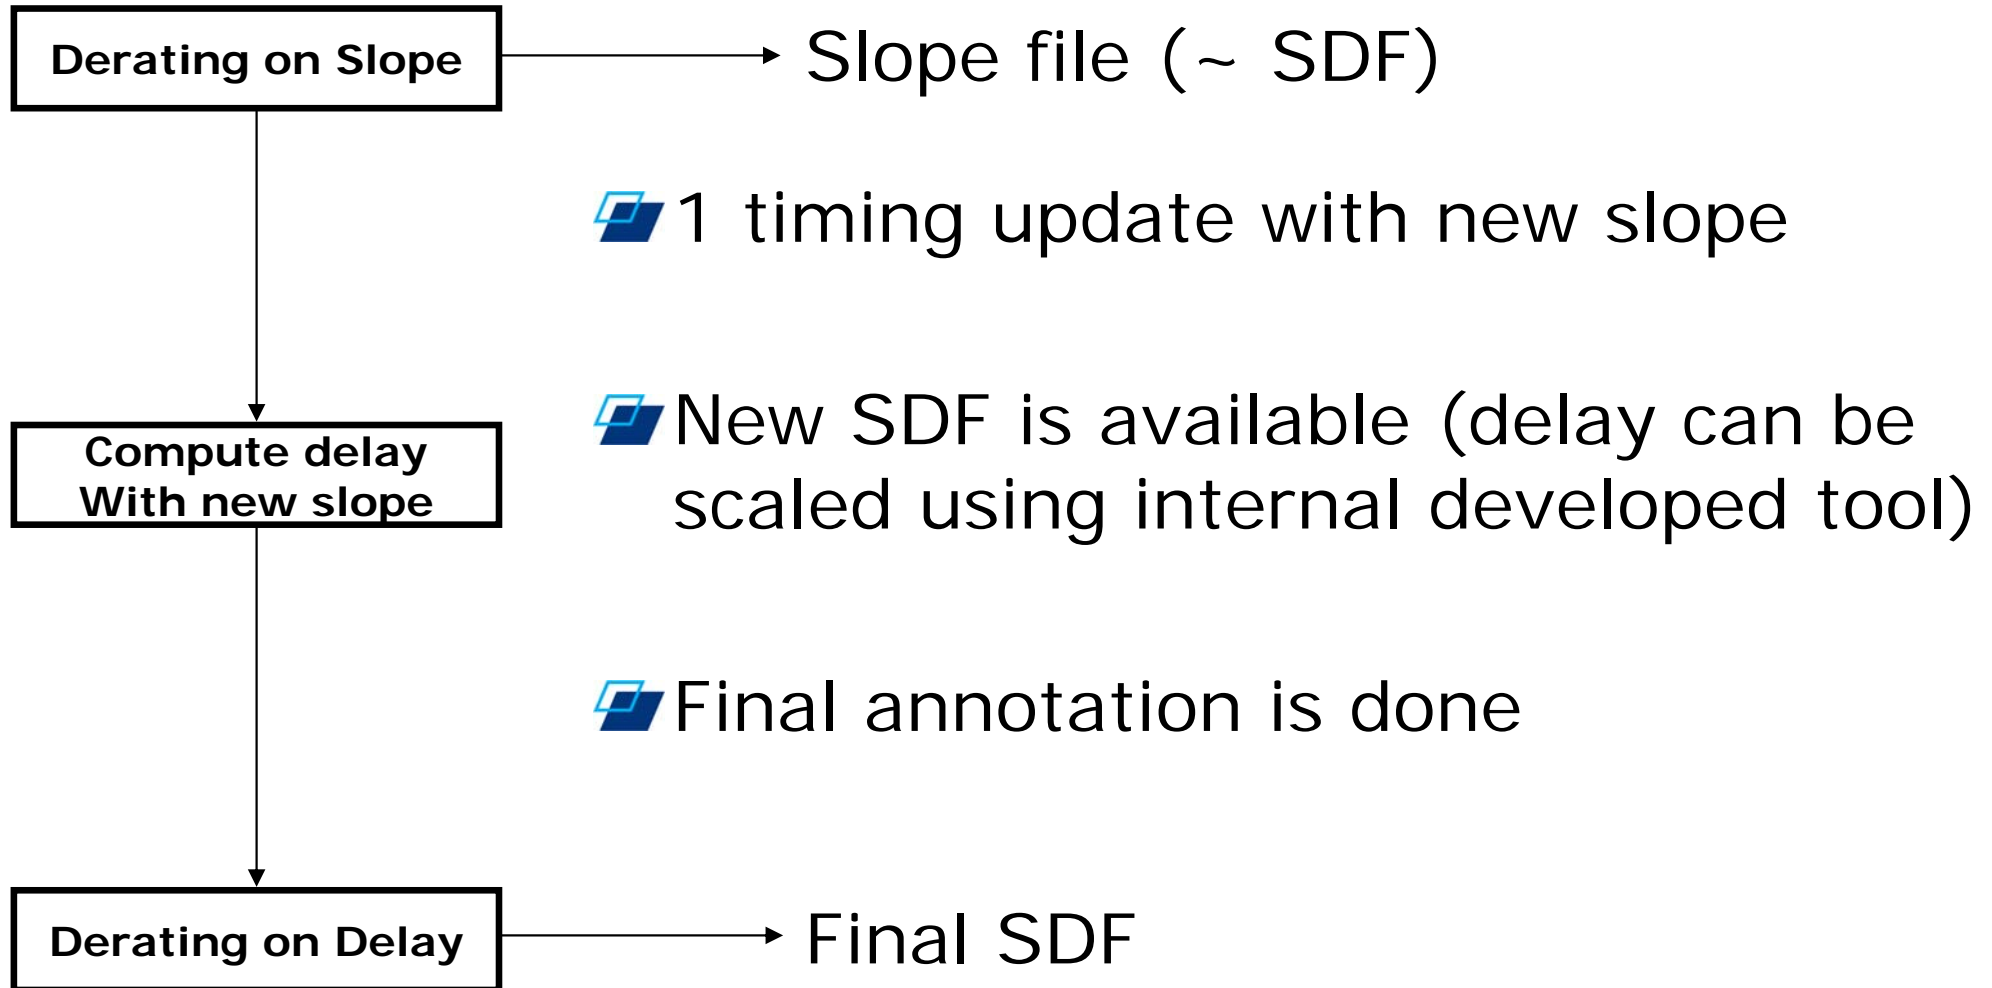 Derating on Slope
Slope file (~ SDF)
1 timing update with new slope
Compute delay
With new slope
New SDF is available (delay can be
scaled using internal developed tool)
Final annotation is done
Derating on Delay
Final SDF